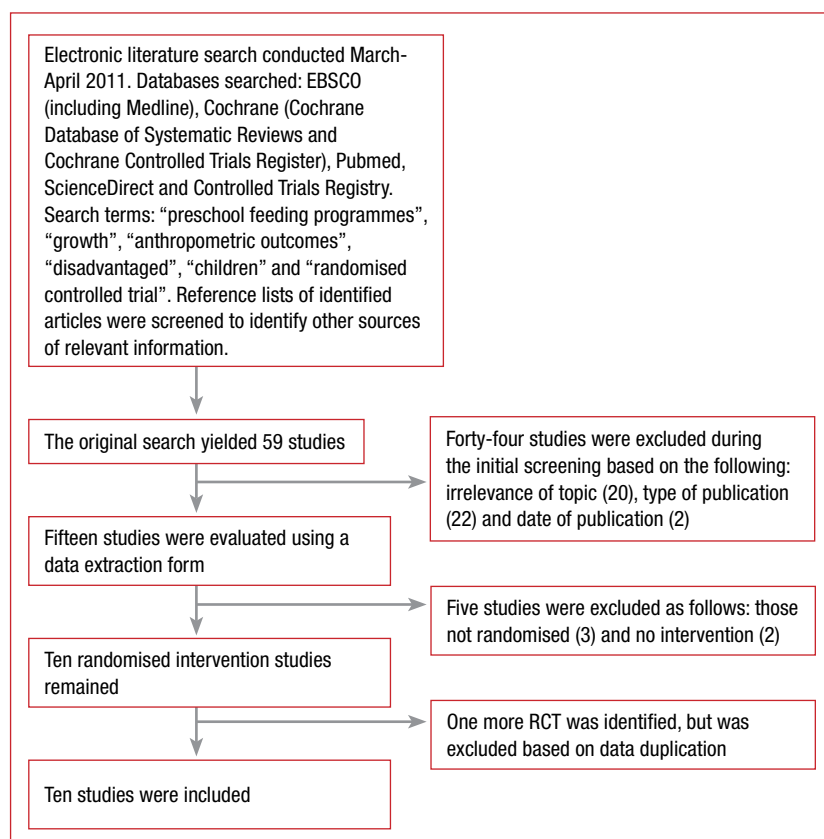 Electronic literature search conducted March-
April 2011. Databases searched: EBSCO
(including Medline), Cochrane (Cochrane
Database of Systematic Reviews and
Cochrane Controlled Trials Register), Pubmed,
ScienceDirect and Controlled Trials Registry.
Search terms: “preschool feeding programmes”,
“growth”, “anthropometric outcomes”,
“disadvantaged”, “children” and “randomised
controlled trial”. Reference lists of identified
articles were screened to identify other sources
of relevant information.
The original search yielded 59 studies
Forty-four studies were excluded during
the initial screening based on the following:
irrelevance of topic (20), type of publication
(22) and date of publication (2)
Fifteen studies were evaluated using a
data extraction form
Five studies were excluded as follows: those
not randomised (3) and no intervention (2)
Ten randomised intervention studies
remained
One more RCT was identified, but was
excluded based on data duplication
Ten studies were included